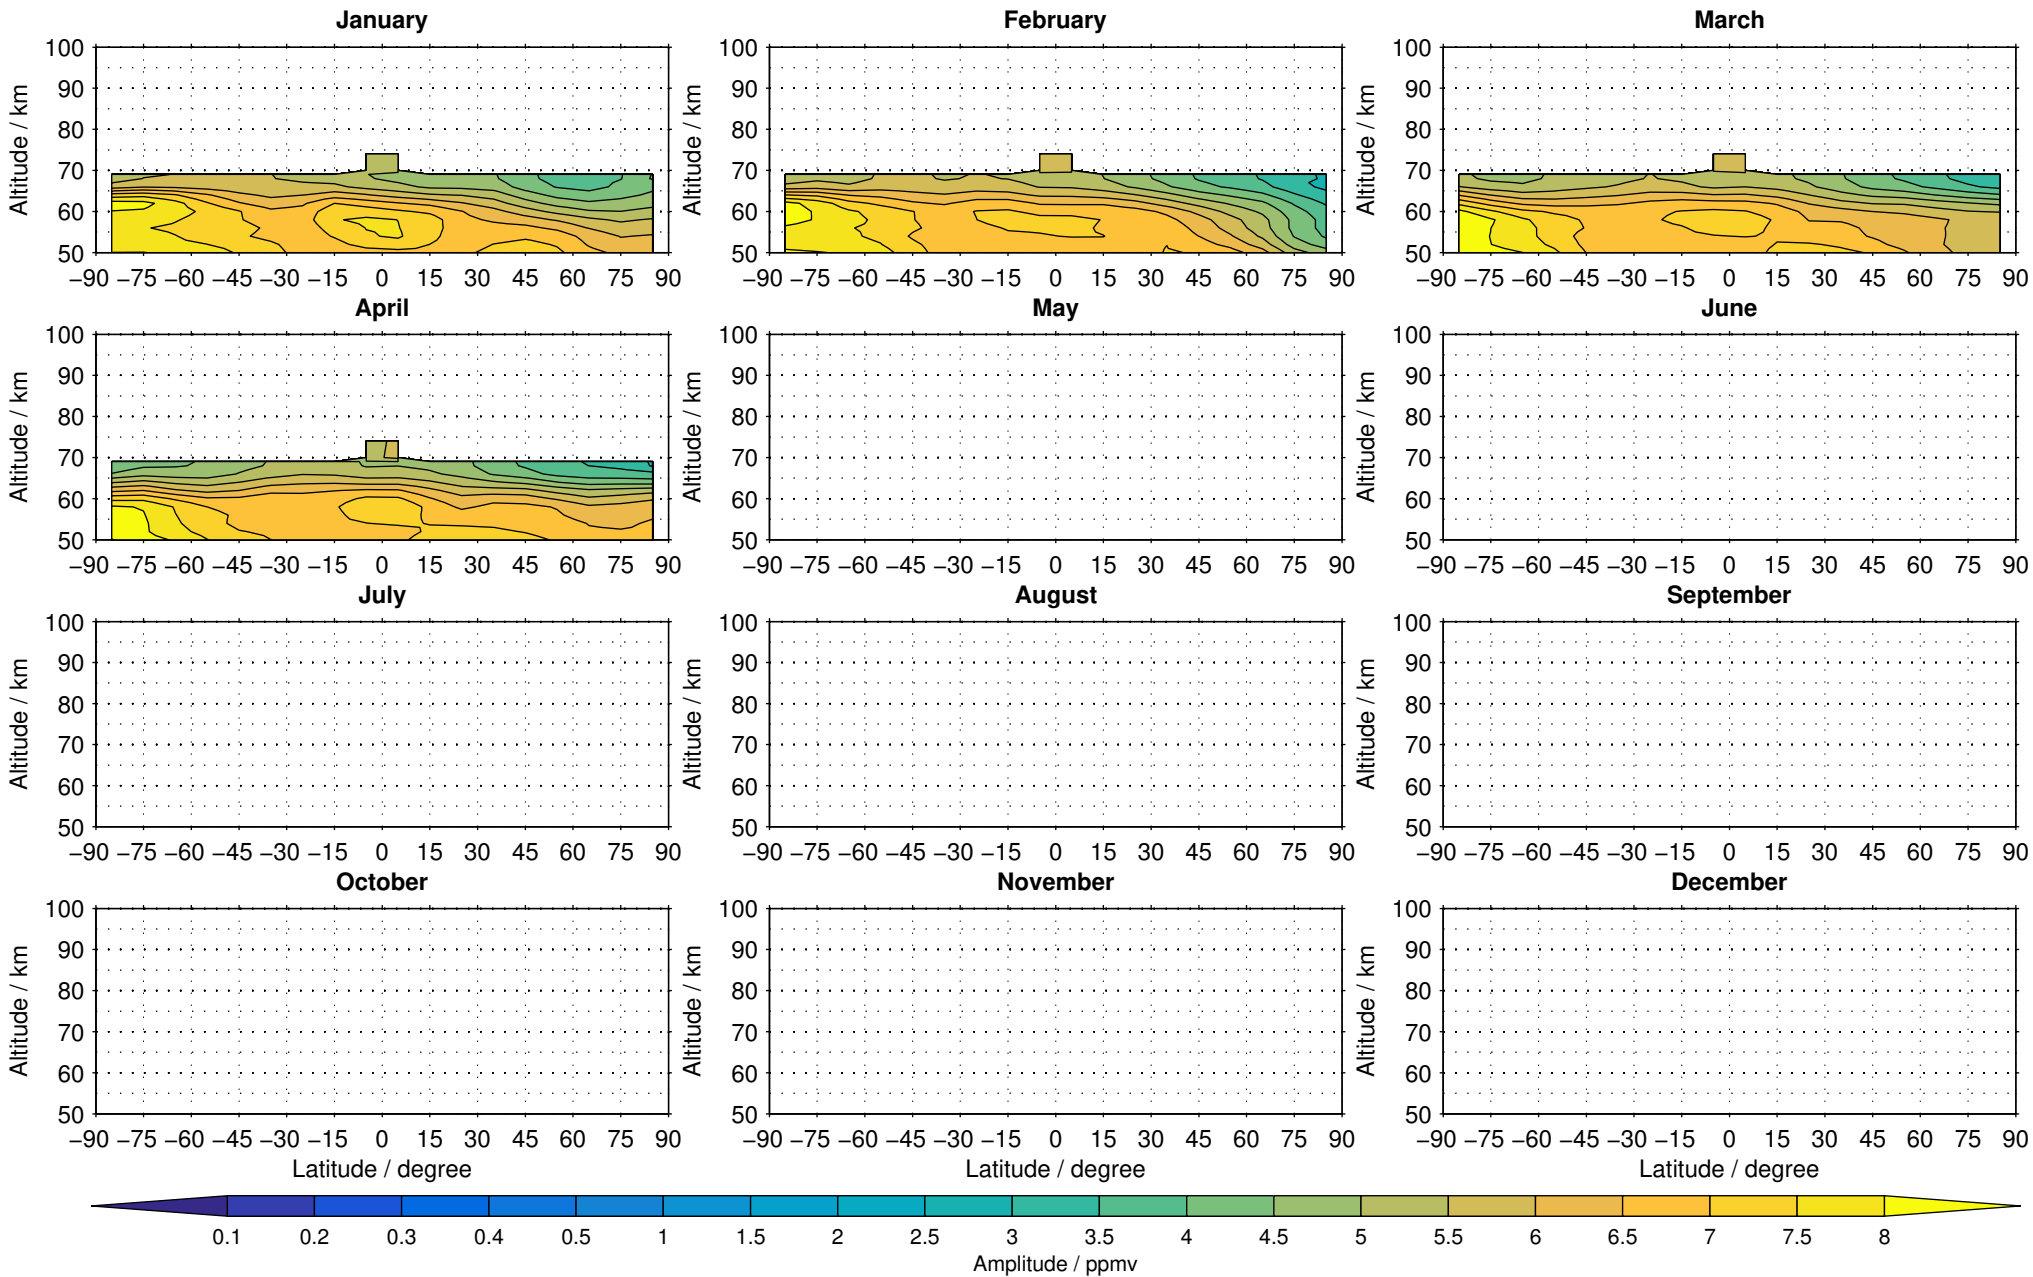 January February March
100 100 100
Altitude / km Altitude / km Altitude / km
90 90 90
80 80 80
70 70 70
60 60 60
50 50 50
−90 −75 −60 −45 −30 −15 0 15 30 45 60 75 90 −90 −75 −60 −45 −30 −15 0 15 30 45 60 75 90 −90 −75 −60 −45 −30 −15 0 15 30 45 60 75 90
April May June
100 100 100
Altitude / km Altitude / km Altitude / km
90 90 90
80 80 80
70 70 70
60 60 60
50 50 50
−90 −75 −60 −45 −30 −15 0 15 30 45 60 75 90 −90 −75 −60 −45 −30 −15 0 15 30 45 60 75 90 −90 −75 −60 −45 −30 −15 0 15 30 45 60 75 90
July August September
100 100 100
Altitude / km Altitude / km Altitude / km
90 90 90
80 80 80
70 70 70
60 60 60
50 50 50
−90 −75 −60 −45 −30 −15 0 15 30 45 60 75 90 −90 −75 −60 −45 −30 −15 0 15 30 45 60 75 90 −90 −75 −60 −45 −30 −15 0 15 30 45 60 75 90
October November December
100 100 100
Altitude / km Altitude / km Altitude / km
90 90 90
80 80 80
70 70 70
60 60 60
50 50 50
−90 −75 −60 −45 −30 −15 0 15 30 45 60 75 90 −90 −75 −60 −45 −30 −15 0 15 30 45 60 75 90 −90 −75 −60 −45 −30 −15 0 15 30 45 60 75 90
Latitude / degree Latitude / degree Latitude / degree
0.1 0.2 0.3 0.4 0.5 1 1.5 2 2.5 3 3.5 4 4.5 5 5.5 6 6.5 7 7.5 8
Amplitude / ppmv